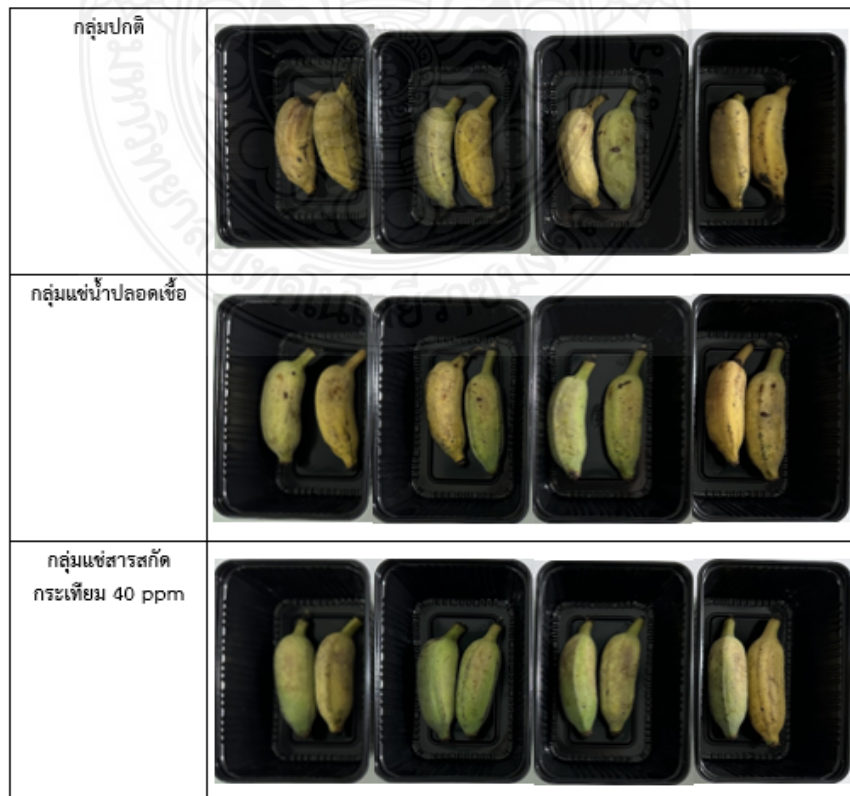 กลุ่มปกติ
กลุ่มแช่น้ำปลอดเชื้อ
กลุ่มแช่สารสกัด
กระเทียม 40 ppm